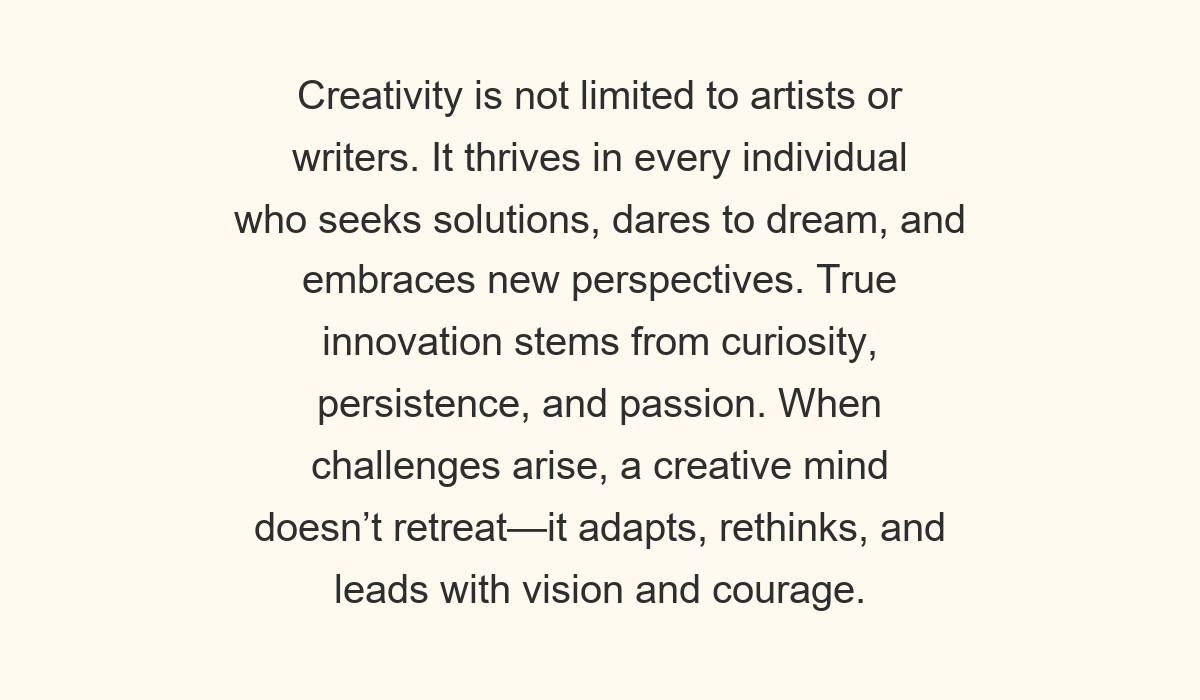 Creativity is not limited to artists or
writers. It thrives in every individual
who seeks solutions, dares to dream, and
embraces new perspectives. True
innovation stems from curiosity,
persistence, and passion. When
challenges arise, a creative mind
doesn’t retreat—it adapts, rethinks, and
leads with vision and courage.